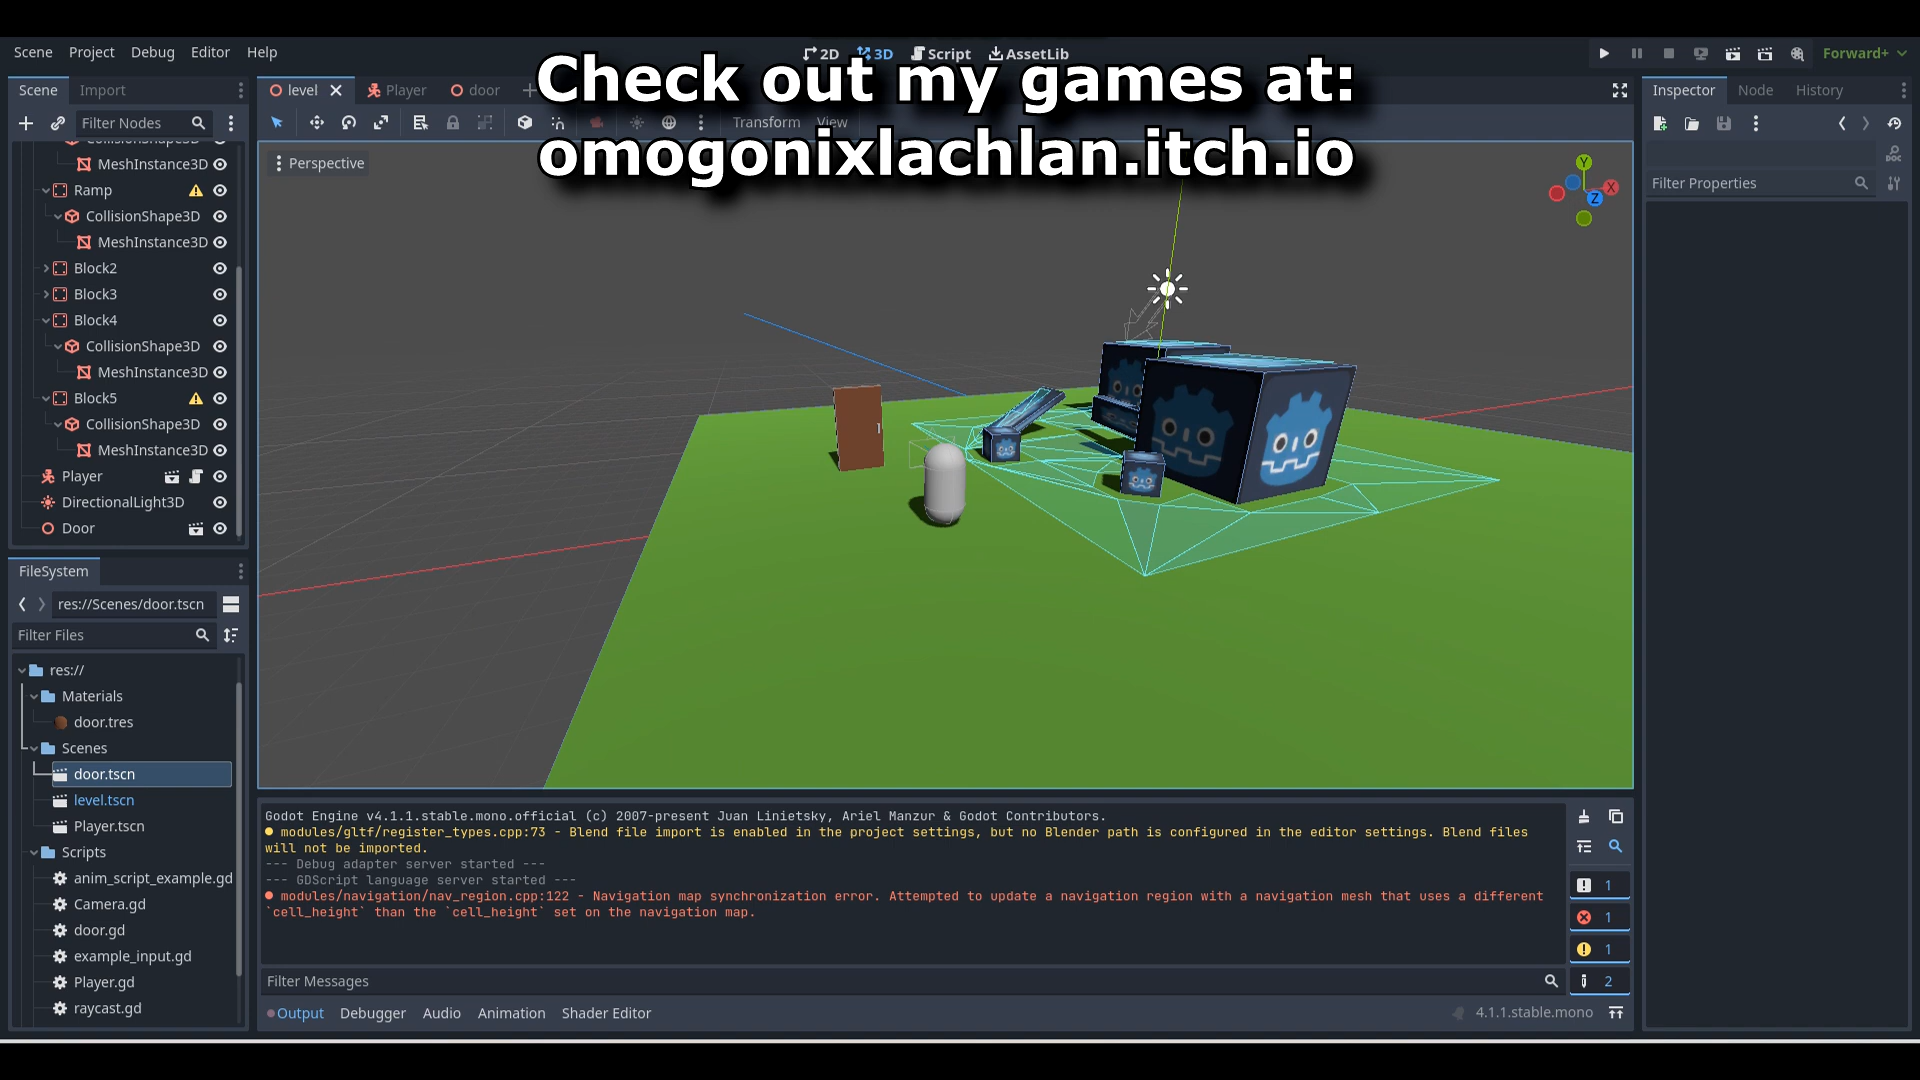 Scene Project Debug Editor Help
2D 3D Script AssetLib
Forward+
Check out my games at:
omogonixlachlan.itch.io
Scene Import
level Player door
Inspector Node History
Filter Nodes
Transform View
Perspective
Filter Properties
Y
X
Z
MeshInstance3D
Ramp
CollisionShape3D
MeshInstance3D
Block2
Block3
Block4
CollisionShape3D
MeshInstance3D
Block5
CollisionShape3D
MeshInstance3D
Player
DirectionalLight3D
Door
FileSystem
res://Scenes/door.tscn
Filter Files
res://
Materials
door.tres
Scenes
door.tscn
level.tscn
Player.tscn
Scripts
anim_script_example.gd
Camera.gd
door.gd
example_input.gd
Player.gd
raycast.gd
Godot Engine v4.1.1.stable.mono.official (c) 2007-present Juan Linietsky, Ariel Manzur & Godot Contributors.
modules/gltf/register_types.cpp:73 - Blend file import is enabled in the project settings, but no Blender path is configured in the editor settings. Blend files
will not be imported.
--- Debug adapter server started ---
--- GDScript language server started ---
modules/navigation/nav_region.cpp:122 - Navigation map synchronization error. Attempted to update a navigation region with a navigation mesh that uses a different
`cell_height` than the `cell_height` set on the navigation map.
1
1
1
2
Filter Messages
Output Debugger Audio Animation Shader Editor
4.1.1.stable.mono